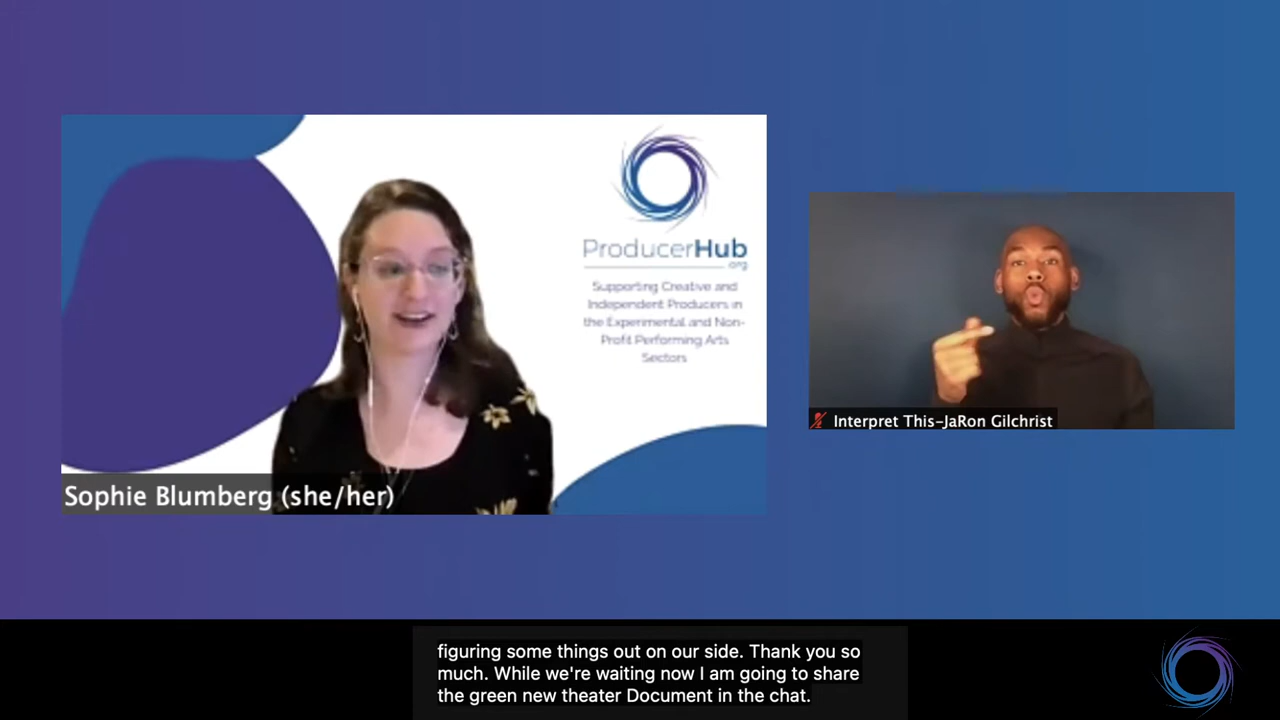 ProducerHub
.org
Supporting Creative and
Independent Producers in
the Experimental and Non-
Profit Performing Arts
Sectors
Sophie Blumberg (she/her)
Interpret This-JaRon Gilchrist
figuring some things out on our side. Thank you so
much. While we're waiting now I am going to share
the green new theater Document in the chat.